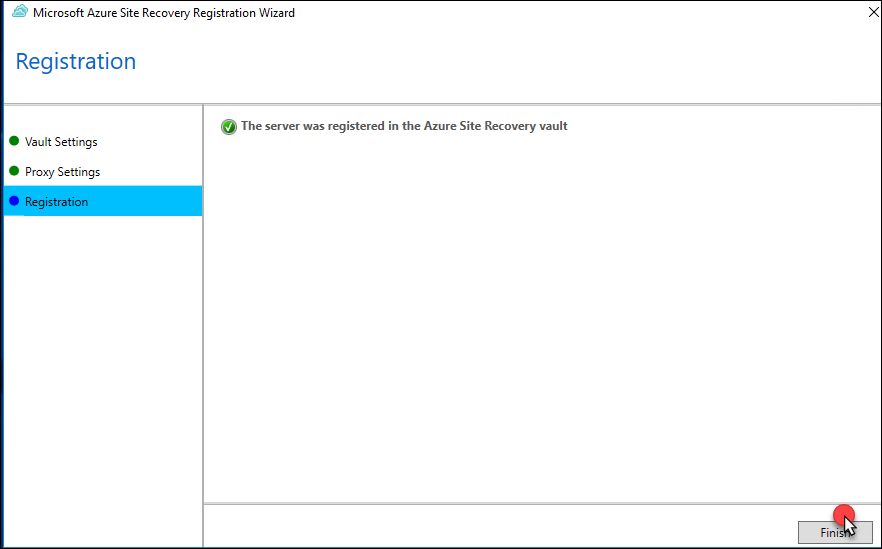 Microsoft Azure Site Recovery Registration Wizard
Registration
Vault Settings
Proxy Settings
Registration
The server was registered in the Azure Site Recovery vault
Finish